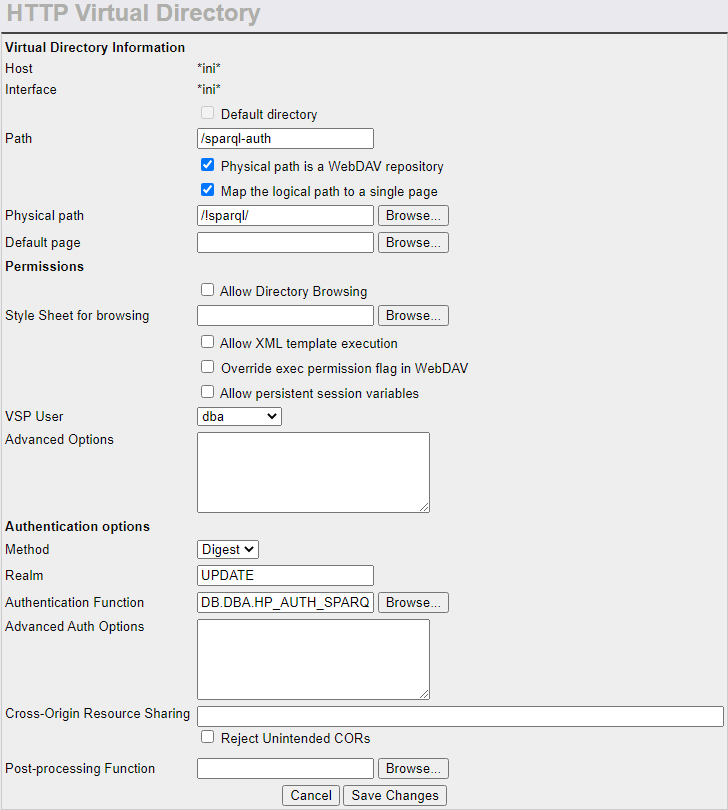 HTTP Virtual Directory
Virtual Directory Information
Host *ini*
Interface *ini*
Default directory
Path /sparql-auth
Physical path is a WebDAV repository
Map the logical path to a single page
Physical path /!sparql/ Browse...
Default page Browse...
Permissions
Allow Directory Browsing
Style Sheet for browsing Browse...
Allow XML template execution
Override exec permission flag in WebDAV
Allow persistent session variables
VSP User dba
Advanced Options
Authentication options
Method Digest
Realm UPDATE
Authentication Function DB.DBA.HP_AUTH_SPARQ Browse...
Advanced Auth Options
Cross-Origin Resource Sharing
Reject Unintended CORs
Post-processing Function Browse...
Cancel Save Changes